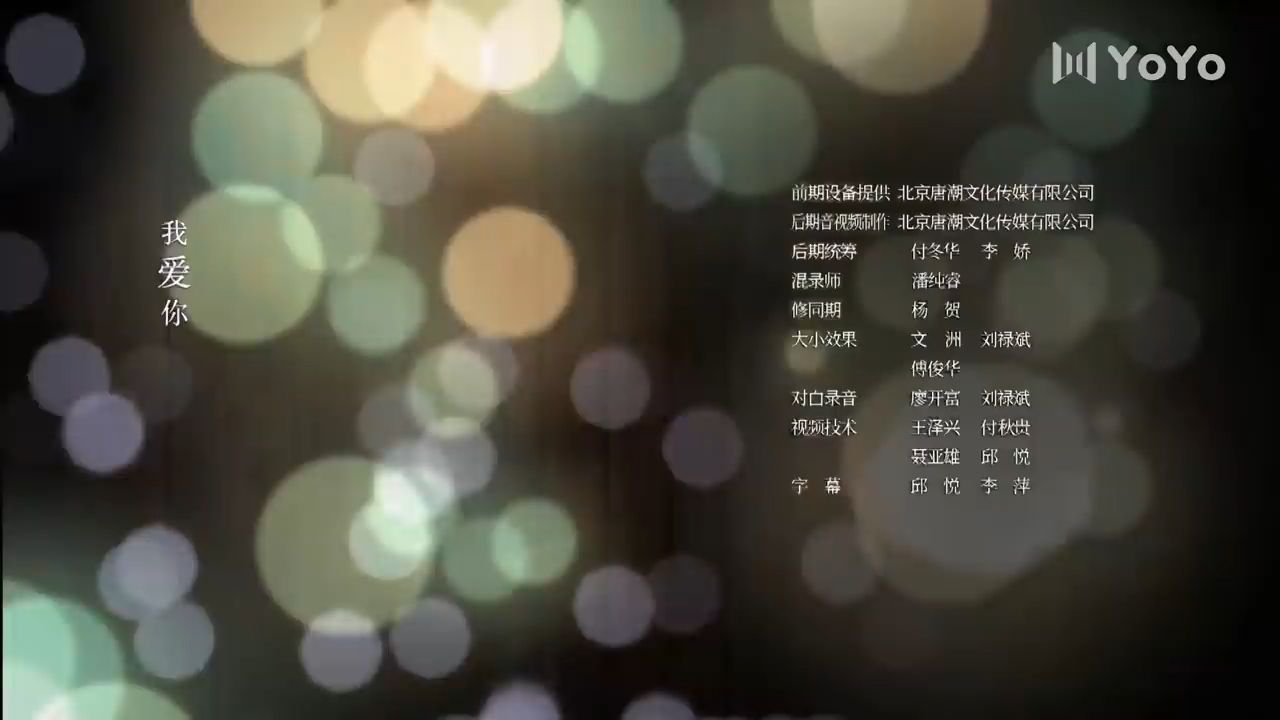 YoYo
我爱你
前期设备提供 北京唐潮文化传媒有限公司
后期音视频制作 北京唐潮文化传媒有限公司
后期统筹 付冬华 李 娇
混录师 潘纯睿
修同期 杨 贺
大小效果 文 洲 刘禄斌
傅俊华
对白录音 廖开富 刘禄斌
视频技术 王泽兴 付秋贵
聂亚雄 邱 悦
字 幕 邱 悦 李 萍